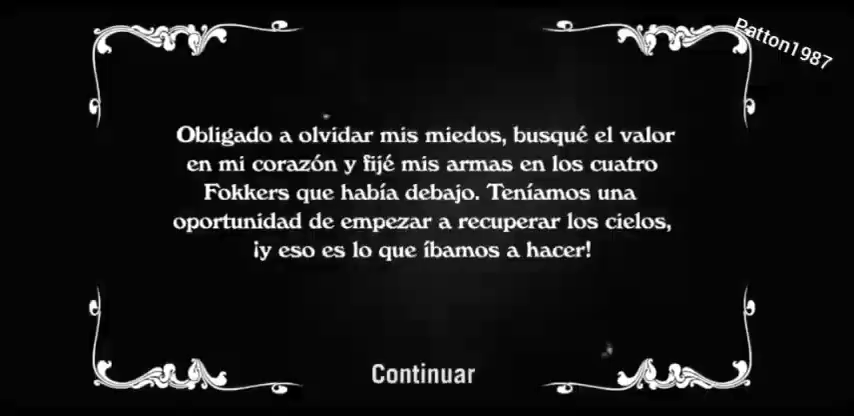 Patton1987
Obligado a olvidar mis miedos, busqué el valor
en mi corazón y fijé mis armas en los cuatro
Fokkers que había debajo. Teníamos una
oportunidad de empezar a recuperar los cielos,
¡y eso es lo que íbamos a hacer!
Continuar